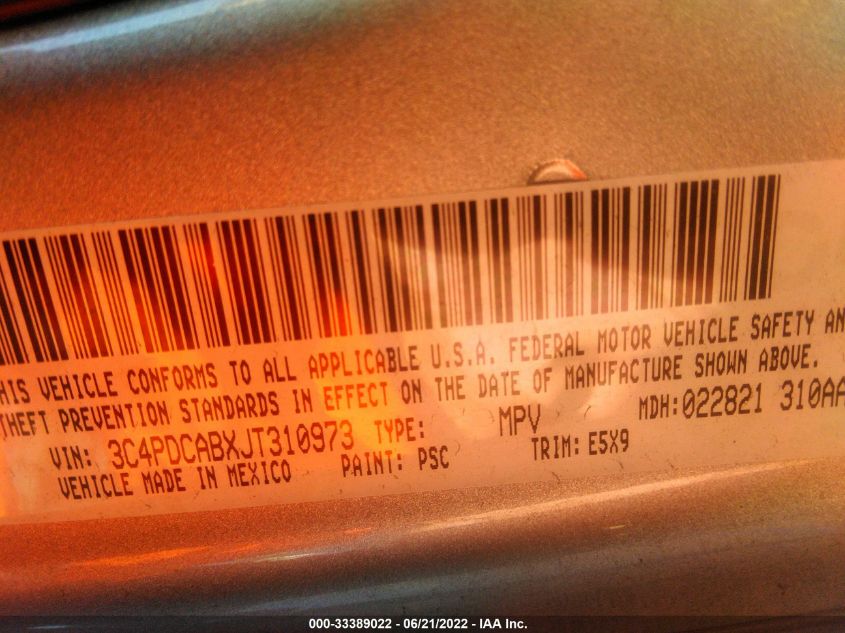 THIS VEHICLE CONFORMS TO ALL APPLICABLE U.S.A. FEDERAL MOTOR VEHICLE SAFETY AN
THEFT PREVENTION STANDARDS IN EFFECT ON THE DATE OF MANUFACTURE SHOWN ABOVE.
VIN: 3C4PDCABXJT310973 TYPE: MPV MDH:022821 310AA
VEHICLE MADE IN MEXICO PAINT: PSC TRIM: E5X9
000-33389022 - 06/21/2022 - IAA Inc.